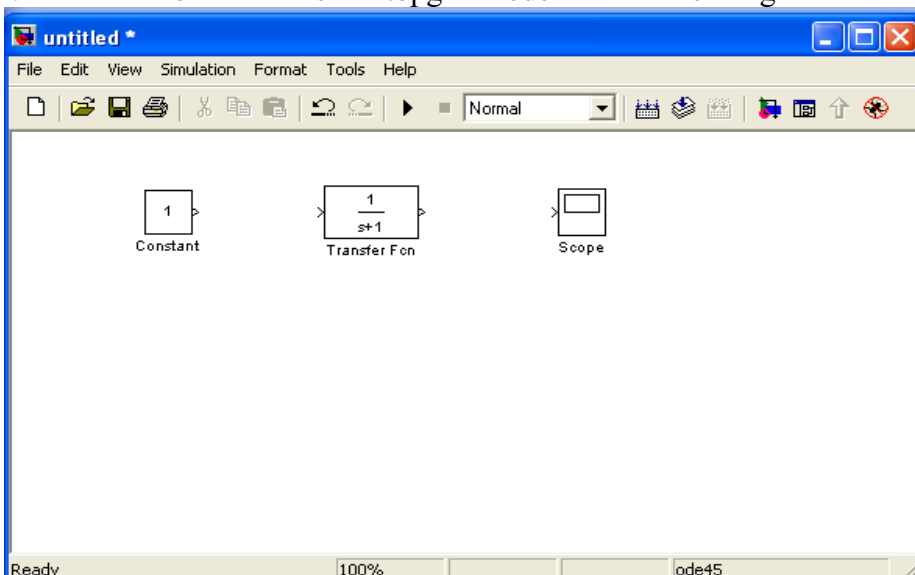 untitled *
File Edit View Simulation Format Tools Help
Normal
1
Constant
1
s+1
Transfer Fcn
Scope
Ready 100% ode45